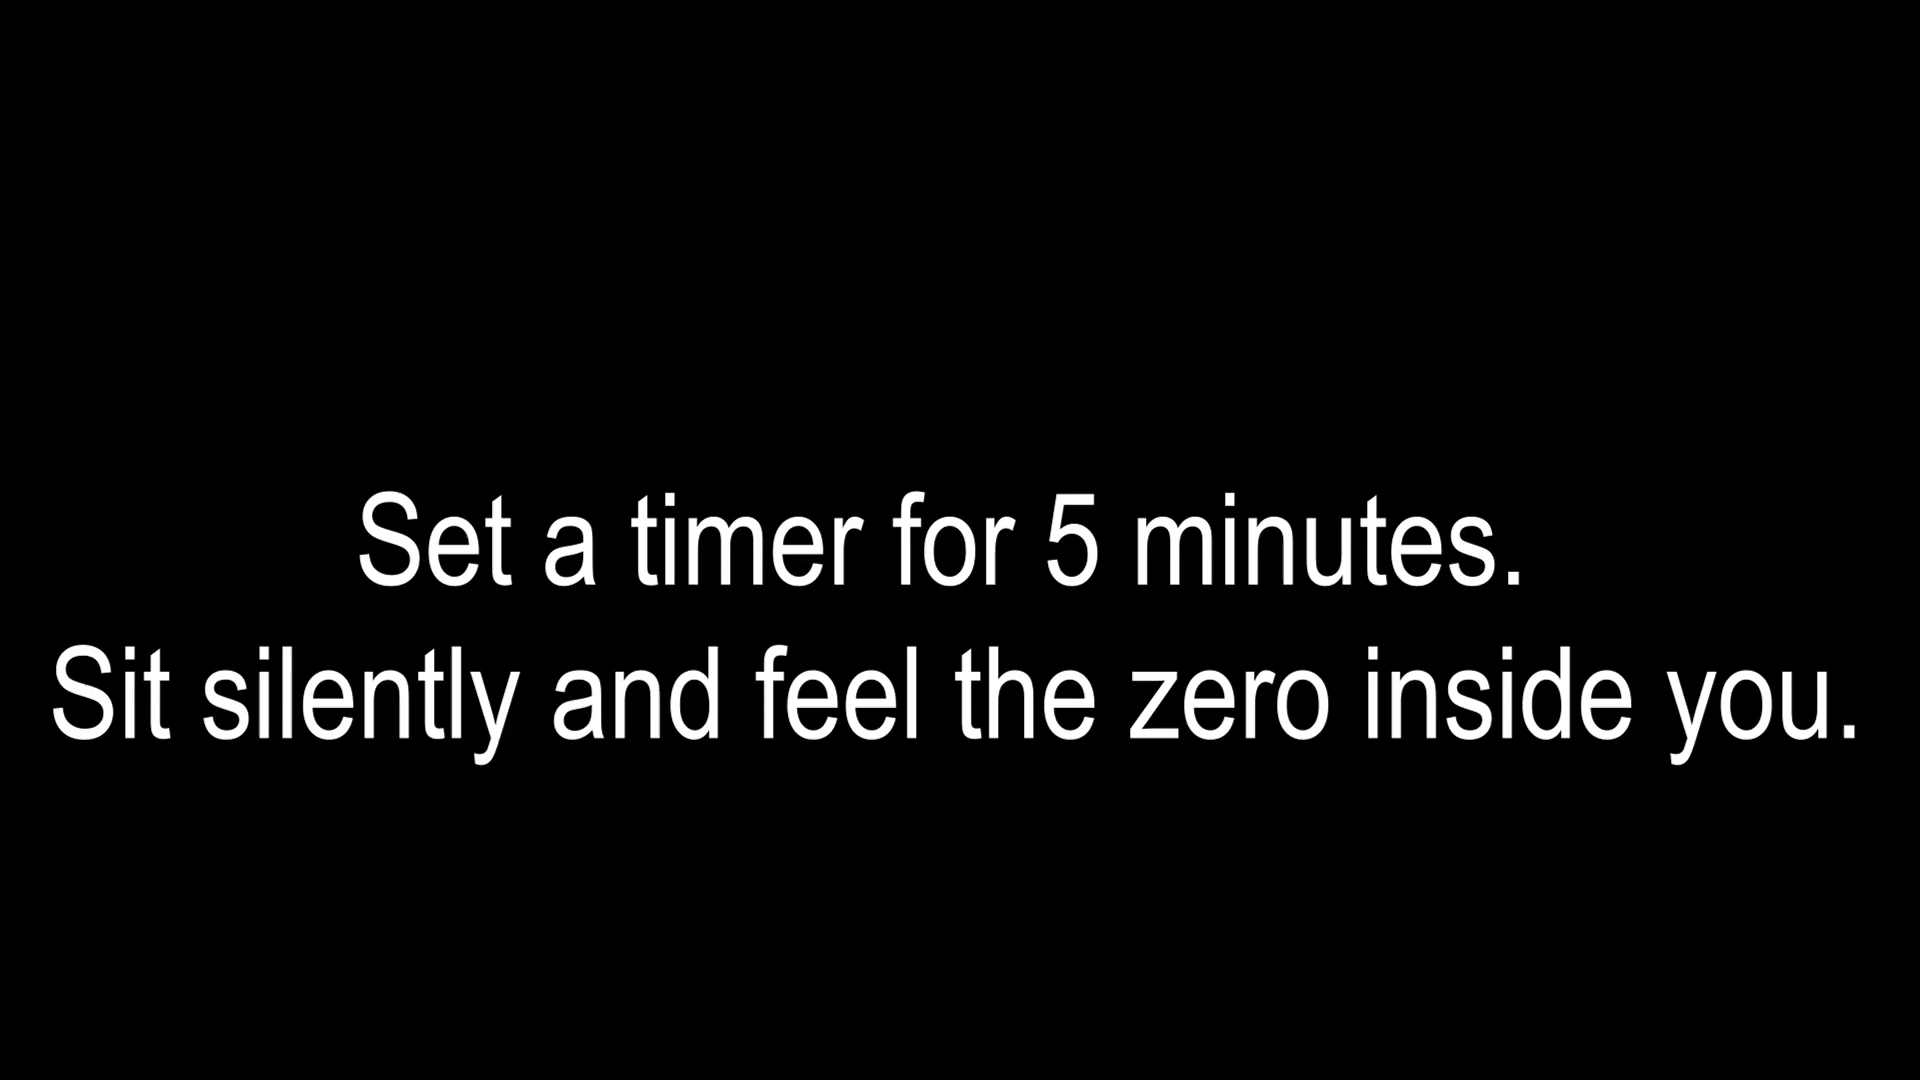 Set a timer for 5 minutes.
Sit silently and feel the zero inside you.